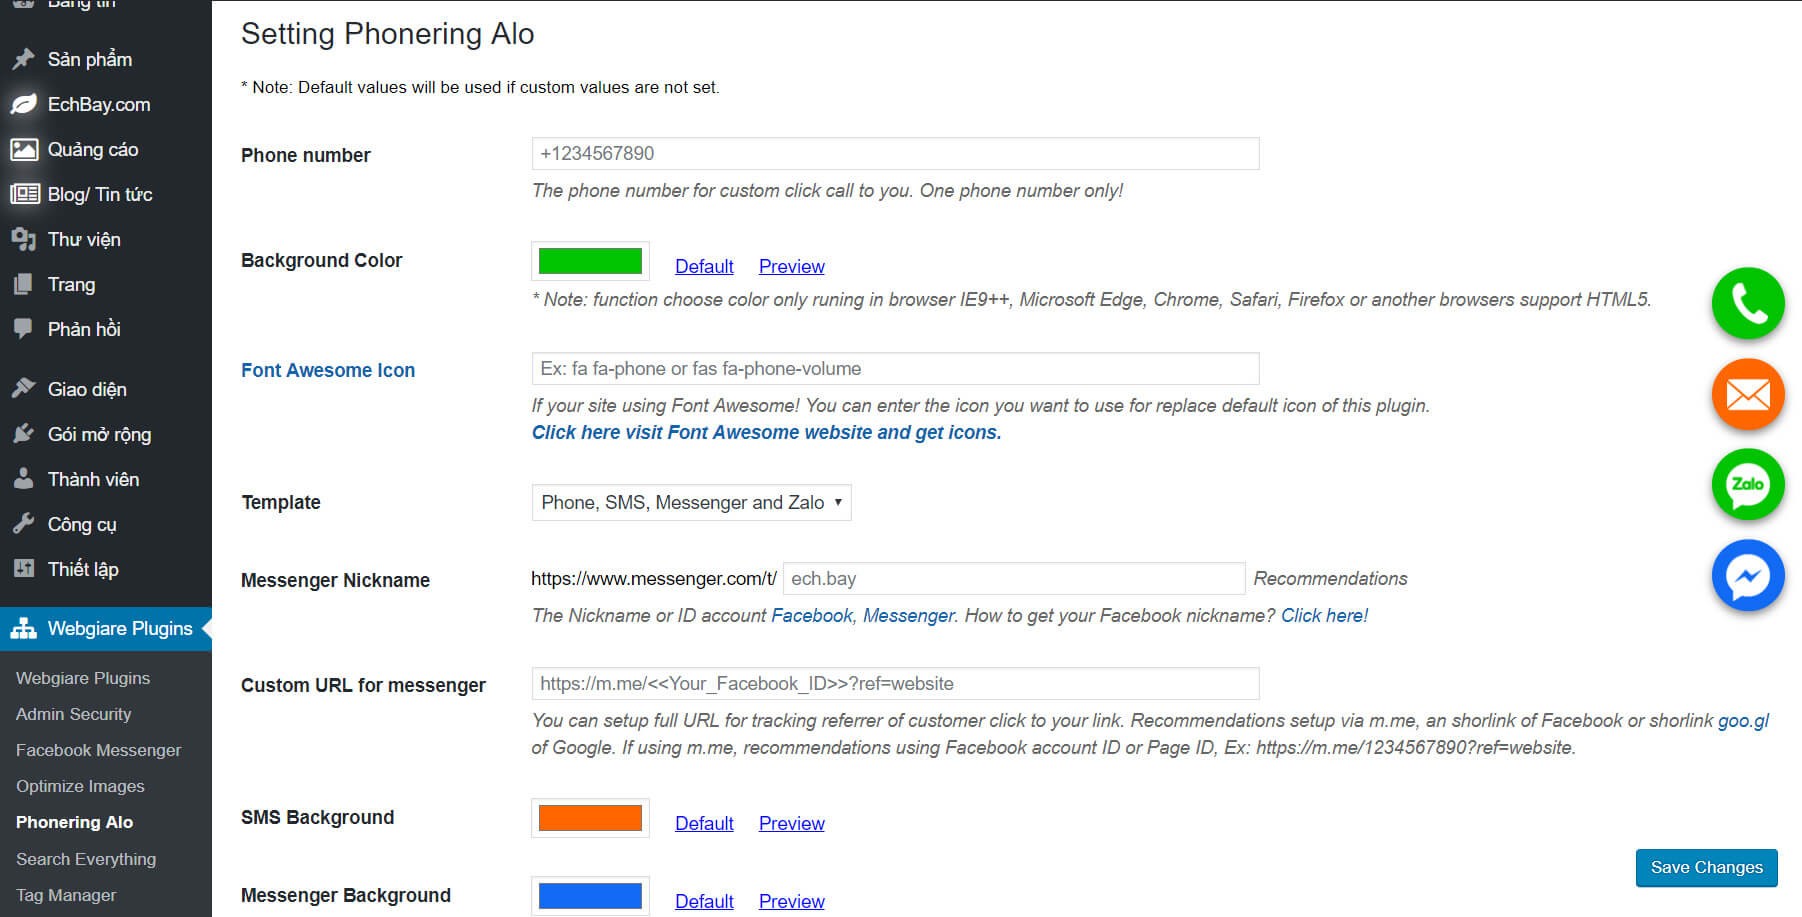 Bảng tin
Sản phẩm
EchBay.com
Quảng cáo
Blog/ Tin tức
Thư viện
Trang
Phản hồi
Giao diện
Gói mở rộng
Thành viên
Công cụ
Thiết lập
Webgiare Plugins
Webgiare Plugins
Admin Security
Facebook Messenger
Optimize Images
Phonering Alo
Search Everything
Tag Manager
Setting Phonering Alo
* Note: Default values will be used if custom values are not set.
Phone number
+1234567890
The phone number for custom click call to you. One phone number only!
Background Color
Default Preview
* Note: function choose color only runing in browser IE9++, Microsoft Edge, Chrome, Safari, Firefox or another browsers support HTML5.
Font Awesome Icon
Ex: fa fa-phone or fas fa-phone-volume
If your site using Font Awesome! You can enter the icon you want to use for replace default icon of this plugin.
Click here visit Font Awesome website and get icons.
Template
Phone, SMS, Messenger and Zalo
Messenger Nickname
https://www.messenger.com/t/ ech.bay Recommendations
The Nickname or ID account Facebook, Messenger. How to get your Facebook nickname? Click here!
Custom URL for messenger
https://m.me/<<Your_Facebook_ID>>?ref=website
You can setup full URL for tracking referrer of customer click to your link. Recommendations setup via m.me, an shorlink of Facebook or shorlink goo.gl
of Google. If using m.me, recommendations using Facebook account ID or Page ID, Ex: https://m.me/1234567890?ref=website.
SMS Background
Default Preview
Messenger Background
Default Preview
Zalo
Save Changes